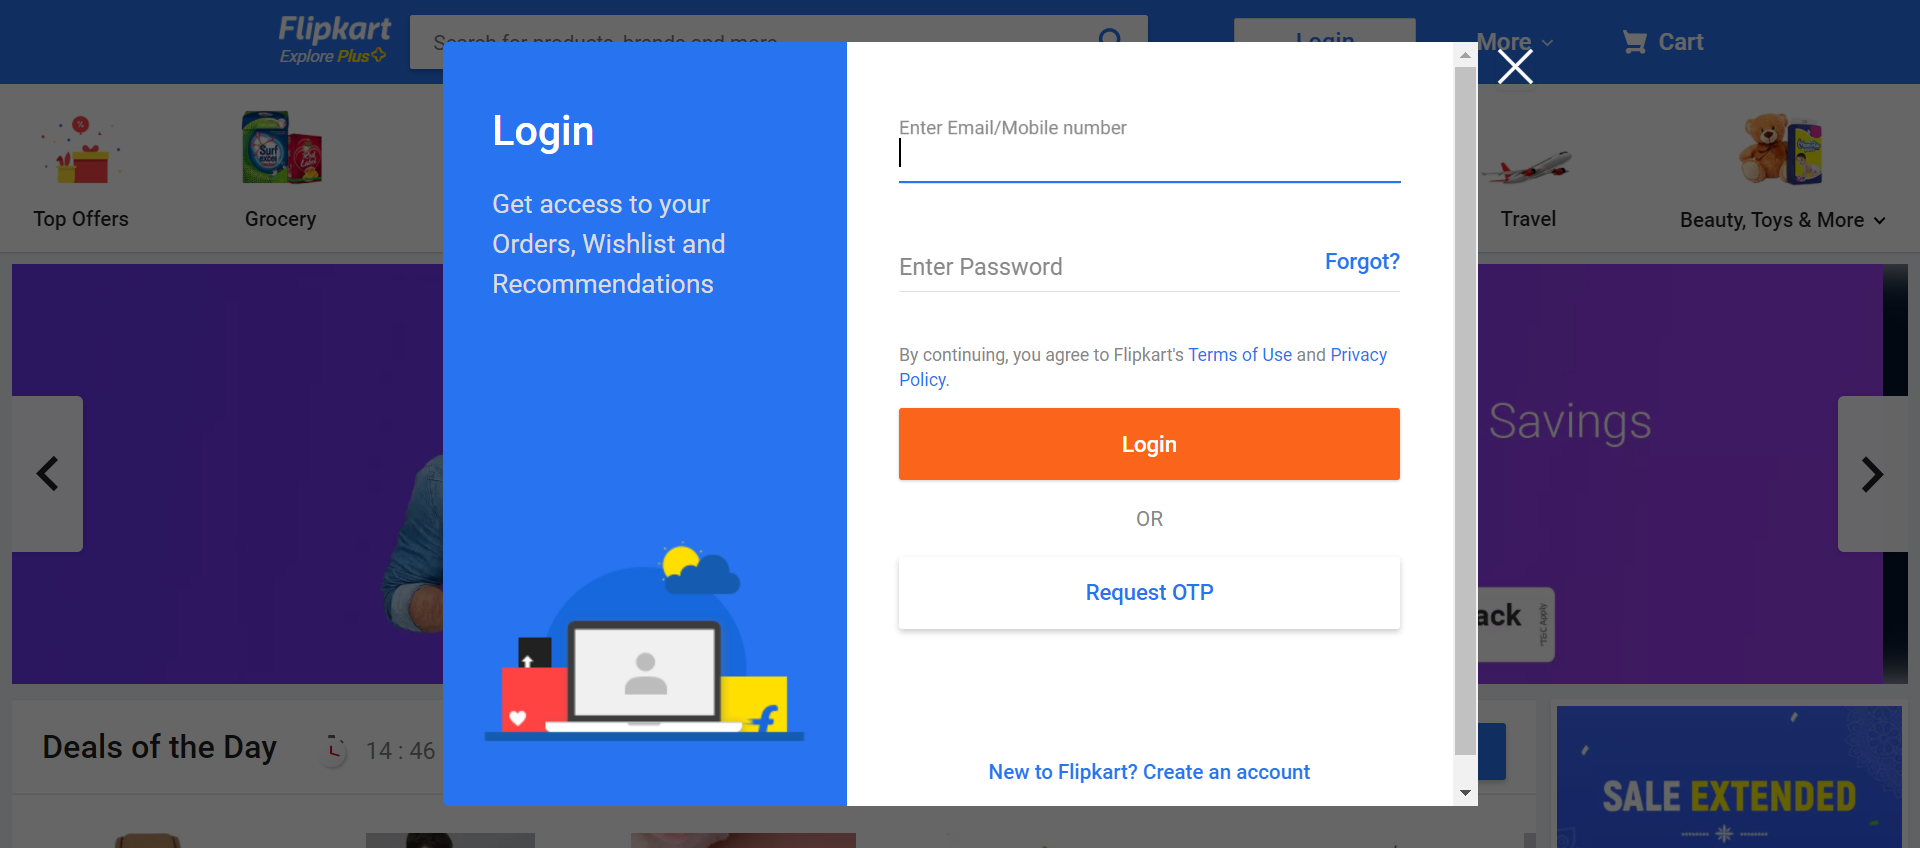 Flipkart
Explore Plus
Search for products, brands and more
Login
More
Cart
Top Offers
Grocery
Travel
Beauty, Toys & More
Login
Get access to your
Orders, Wishlist and
Recommendations
Enter Email/Mobile number
Enter Password
Forgot?
By continuing, you agree to Flipkart's Terms of Use and Privacy
Policy.
Login
OR
Request OTP
New to Flipkart? Create an account
Savings
ack
T&C Apply
Surf
excel
Deals of the Day
14 : 46
SALE EXTENDED